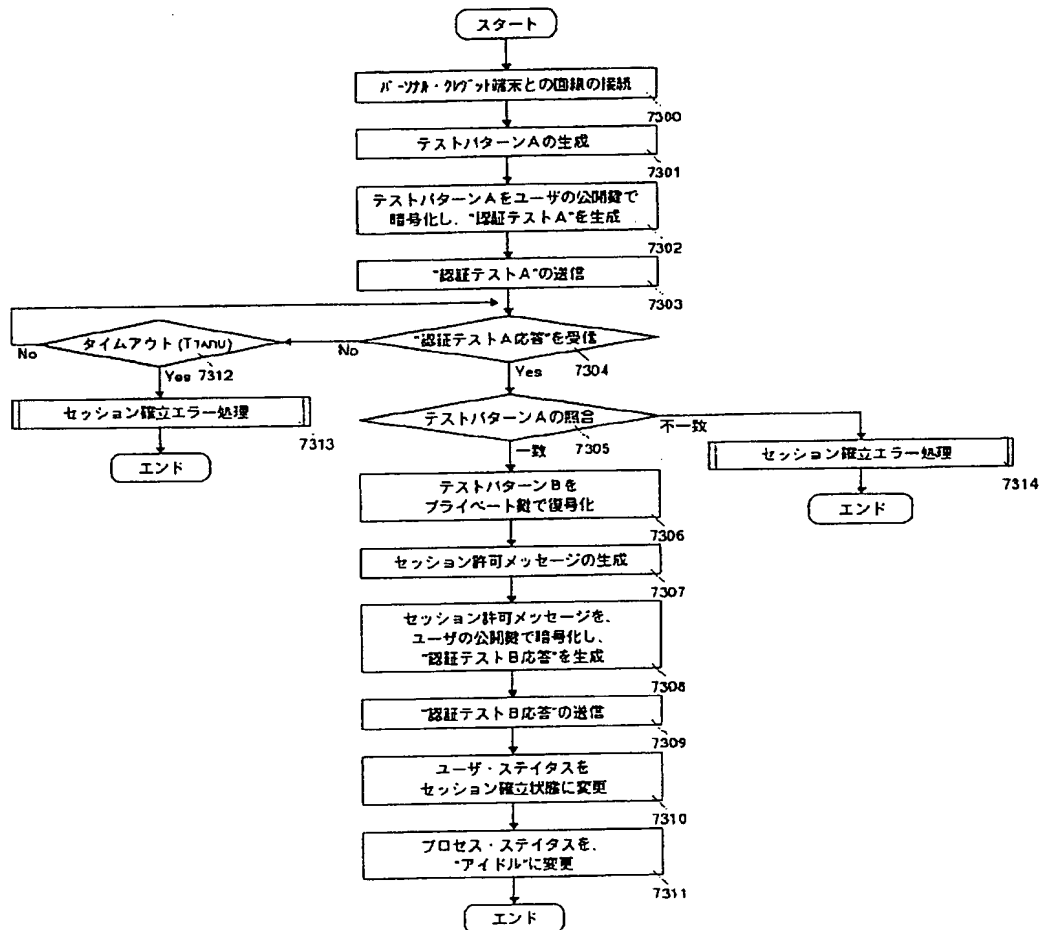 スタート
パーソナル・クレジット端末との回線の接続
7300
テストパターンAの生成
7301
テストパターンAをユーザの公開鍵で
暗号化し、"認証テストA"を生成
7302
"認証テストA"の送信
7303
"認証テストA応答"を受信
7304
No
Yes
タイムアウト(
7312
No
Yes
セッション確立エラー処理
7313
エンド
テストパターンAの照合
7305
不一致
一致
セッション確立エラー処理
7314
エンド
テストパターンBを
プライベート鍵で復号化
7306
セッション許可メッセージの生成
7307
セッション許可メッセージを、
ユーザの公開鍵で暗号化し、
"認証テストB応答"を生成
7308
"認証テストB応答"の送信
7309
ユーザ・ステイタスを
セッション確立状態に変更
7310
プロセス・ステイタスを、
"アイドル"に変更
7311
エンド